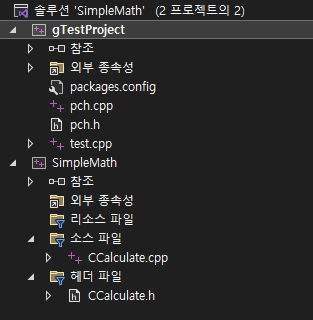 솔루션 'SimpleMath' (2 프로젝트의 2)
gTestProject
참조
외부 종속성
packages.config
pch.cpp
pch.h
test.cpp
SimpleMath
참조
외부 종속성
리소스 파일
소스 파일
CCalculate.cpp
헤더 파일
CCalculate.h